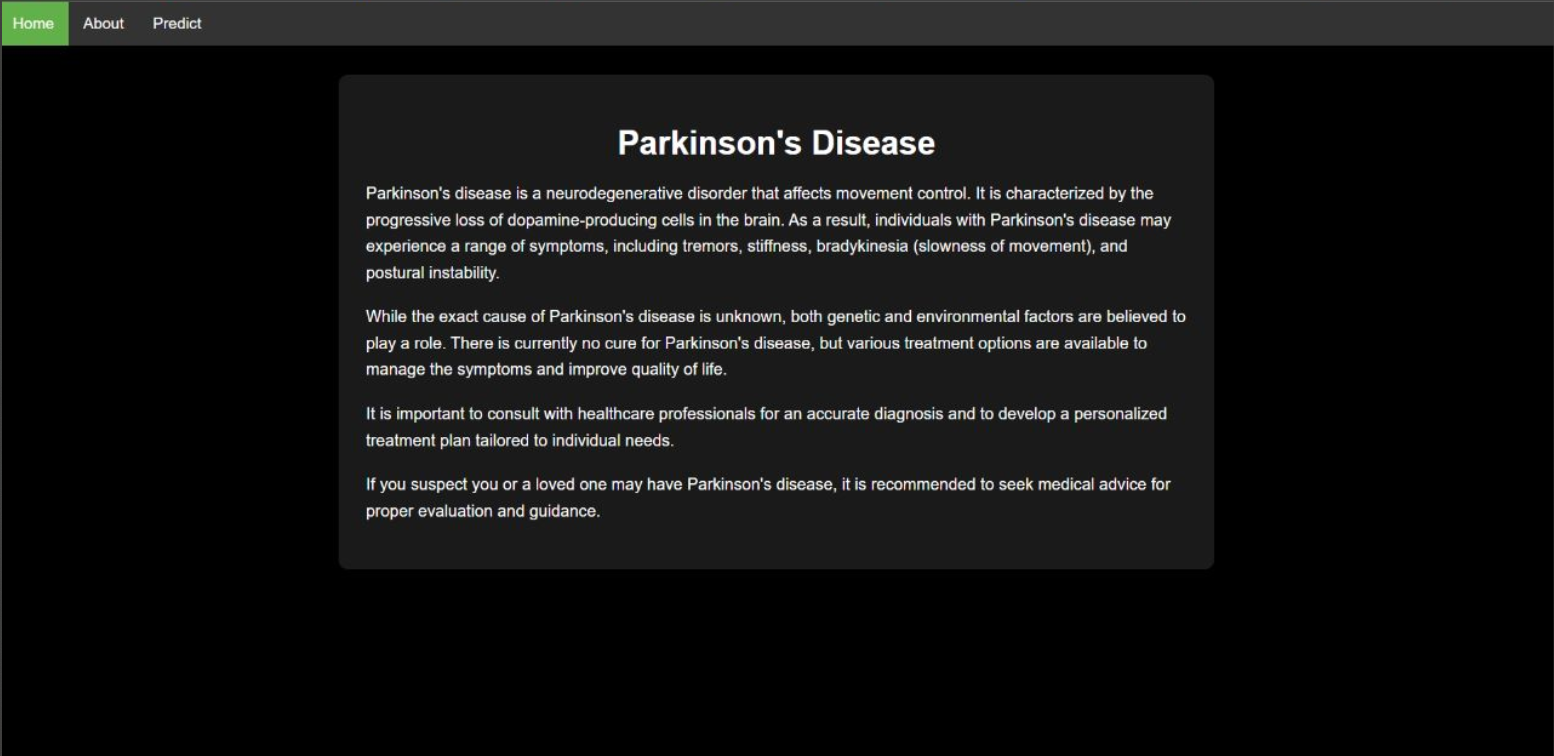 Home About Predict
Parkinson's Disease
Parkinson's disease is a neurodegenerative disorder that affects movement control. It is characterized by the
progressive loss of dopamine-producing cells in the brain. As a result, individuals with Parkinson's disease may
experience a range of symptoms, including tremors, stiffness, bradykinesia (slowness of movement), and
postural instability.
While the exact cause of Parkinson's disease is unknown, both genetic and environmental factors are believed to
play a role. There is currently no cure for Parkinson's disease, but various treatment options are available to
manage the symptoms and improve quality of life.
It is important to consult with healthcare professionals for an accurate diagnosis and to develop a personalized
treatment plan tailored to individual needs.
If you suspect you or a loved one may have Parkinson's disease, it is recommended to seek medical advice for
proper evaluation and guidance.